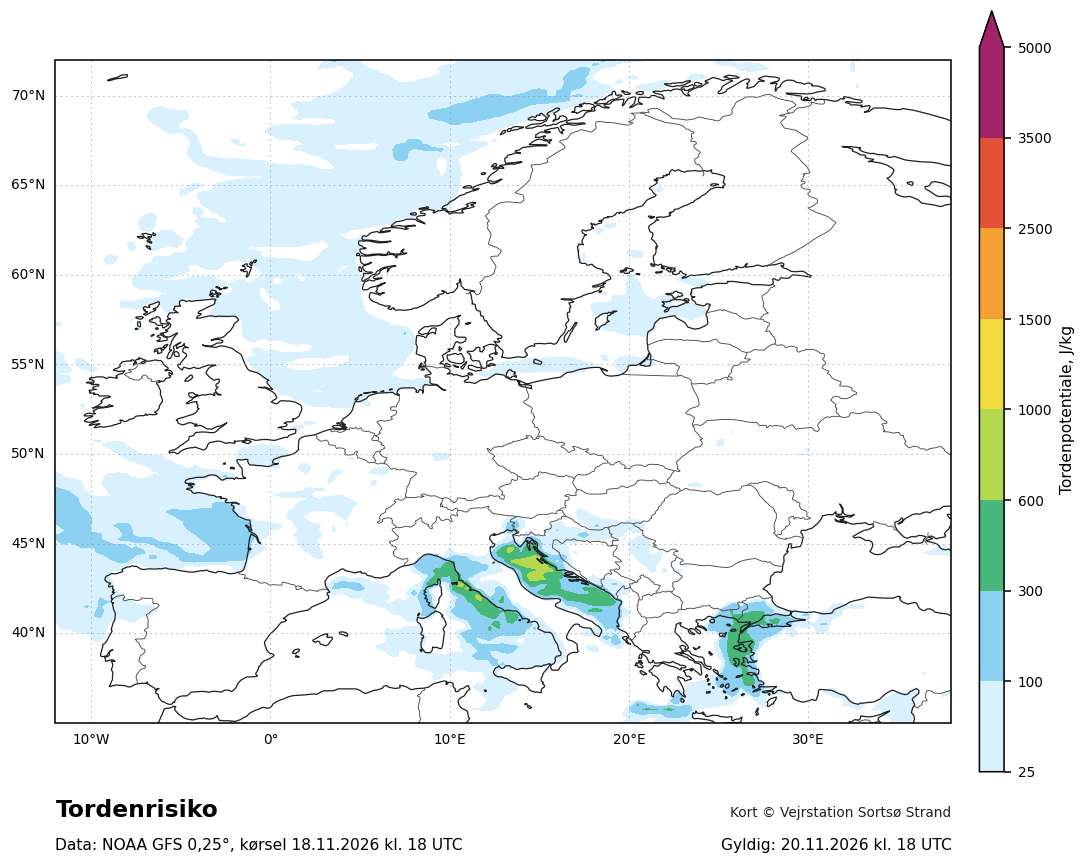 70°N
65°N
60°N
55°N
50°N
45°N
40°N
10°W
0°
10°E
20°E
30°E
5000
3500
2500
1500
1000
600
300
100
25
Tordenpotentiale, J/kg
Tordenrisiko
Kort © Vejrstation Sortsø Strand
Data: NOAA GFS 0,25°, kørsel 18.11.2026 kl. 18 UTC
Gyldig: 20.11.2026 kl. 18 UTC